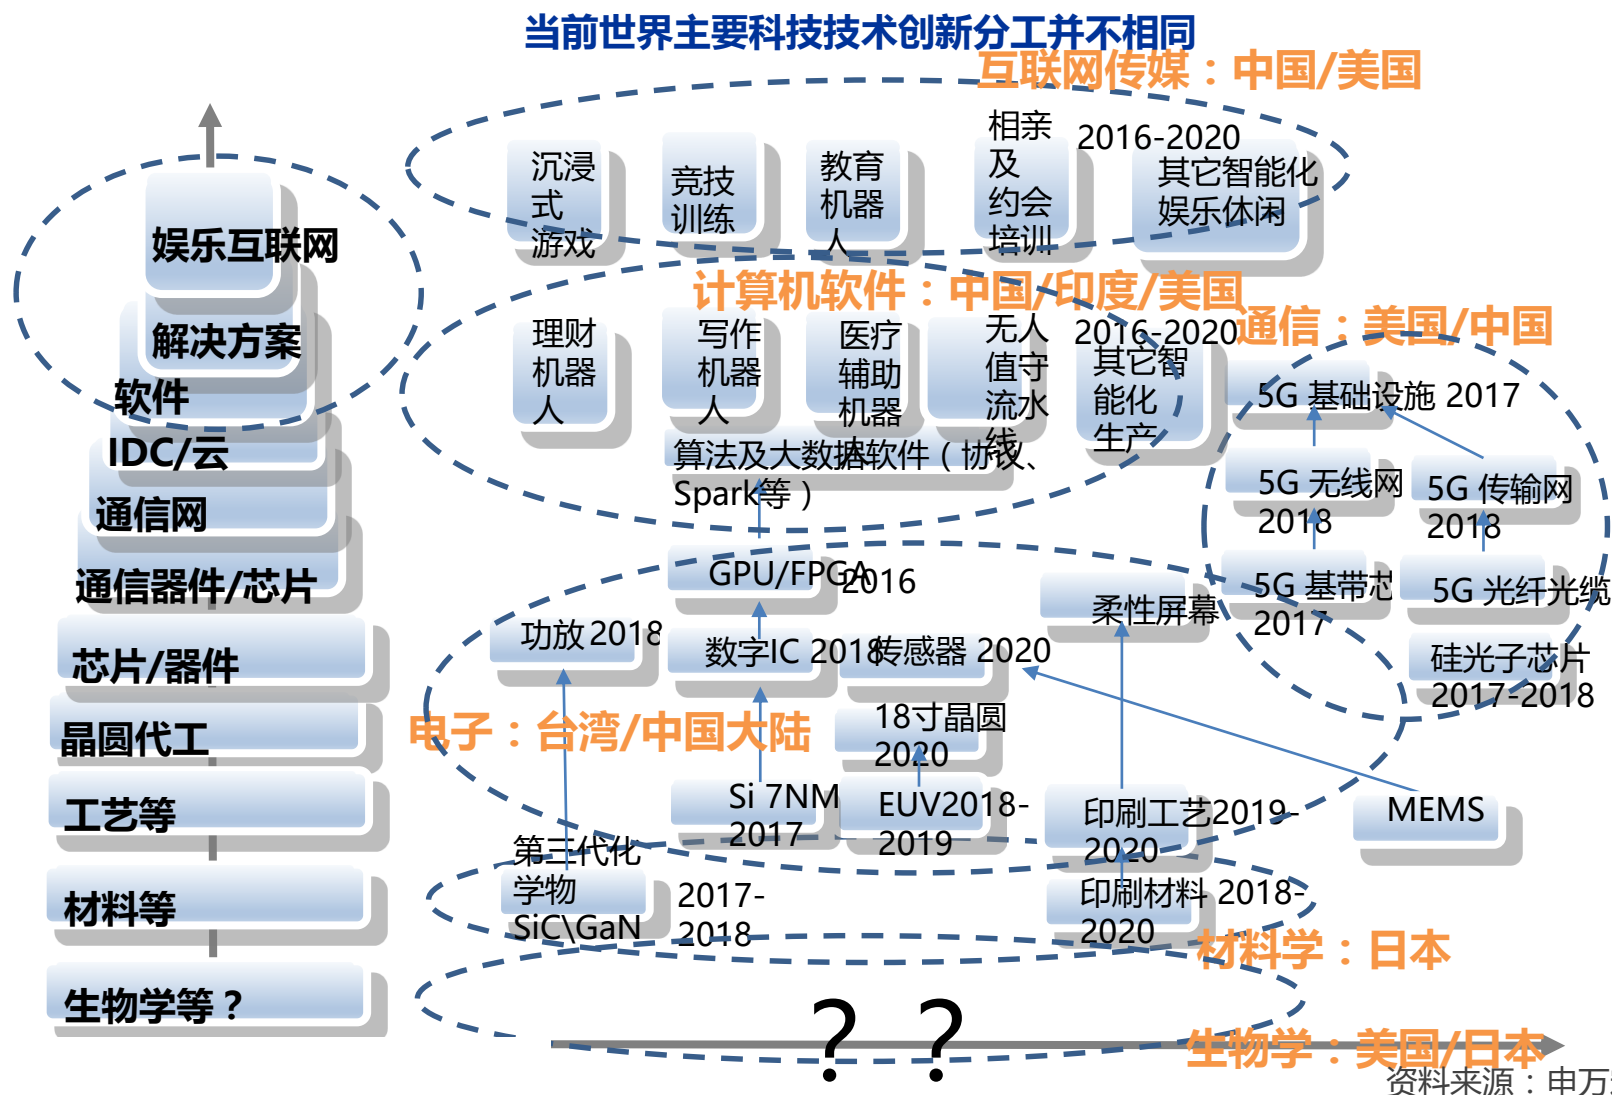 当前世界主要科技技术创新分工并不相同
互联网传媒：中国/美国
沉浸
式
游戏
竞技
训练
教育
机器
人
相亲
及
约会
培训
2016-2020
其它智能化
娱乐休闲
娱乐互联网
解决方案
软件
IDC/云
通信网
通信器件/芯片
芯片/器件
晶圆代工
工艺等
材料等
生物学等？
计算机软件：中国/印度/美国
理财
机器
人
写作
机器
人
医疗
辅助
机器
人
无人
值守
流水
线
2016-2020
其它智
能化
生产
算法及大数据软件（协议、
Spark等）
通信：美国/中国
5G 基础设施 2017
5G 无线网
2018
5G 传输网
2018
5G 基带芯
2017
5G 光纤光缆
硅光子芯片
2017-2018
GPU/FPGA
2016
柔性屏幕
功放 2018
数字IC 2018
传感器 2020
电子：台湾/中国大陆
18寸晶圆
2020
Si 7NM
2017
EUV2018-
2019
印刷工艺2019-
2020
MEMS
第三代化
学物
SiC\GaN
2017-
2018
印刷材料 2018-
2020
材料学：日本
？？
生物学：美国/日本
资料来源：申万